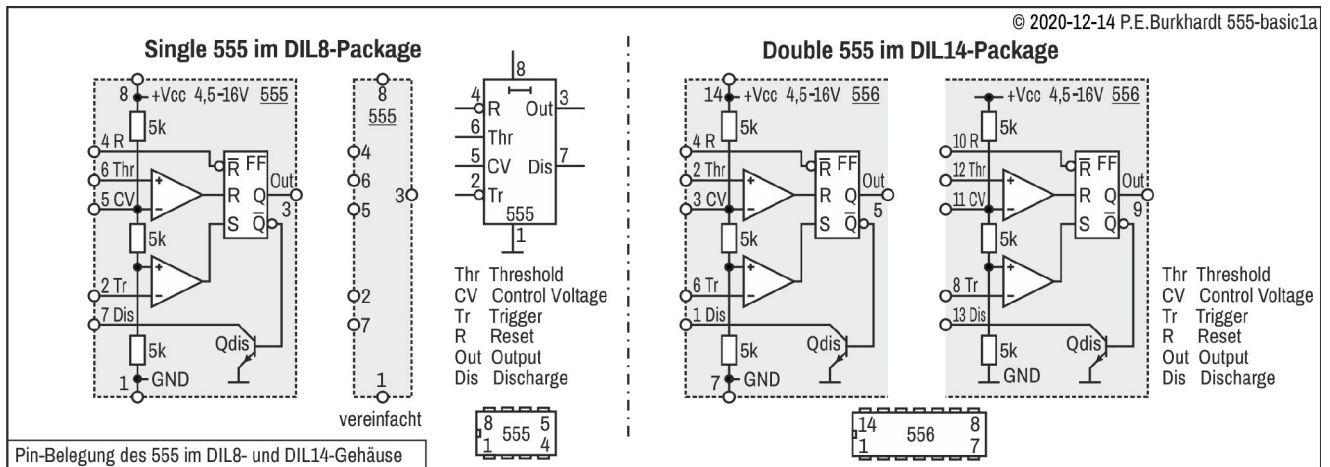 © 2020-12-14 P.E.Burkhardt 555-basic1a
Single 555 im DIL8-Package
8 +Vcc 4,5-16V 555
5k
4 R
6 Thr
5 CV
R̅ FF
R Q
S Q̅
Out
3
5k
2 Tr
7 Dis
5k
Qdis
1 GND
8
555
4
6
5
3
2
7
1
vereinfacht
8
4 R
Out 3
6 Thr
5 CV
Dis 7
2 Tr
555
1
Thr Threshold
CV Control Voltage
Tr Trigger
R Reset
Out Output
Dis Discharge
8 5
555
1 4
Double 555 im DIL14-Package
14 +Vcc 4,5-16V 556
5k
4 R
2 Thr
3 CV
R̅ FF
R Q
S Q̅
Out
5
5k
6 Tr
1 Dis
5k
Qdis
7 GND
+Vcc 4,5-16V 556
5k
10 R
12 Thr
11 CV
R̅ FF
R Q
S Q̅
Out
9
5k
8 Tr
13 Dis
5k
Qdis
GND
Thr Threshold
CV Control Voltage
Tr Trigger
R Reset
Out Output
Dis Discharge
14 8
556
1 7
Pin-Belegung des 555 im DIL8- und DIL14-Gehäuse